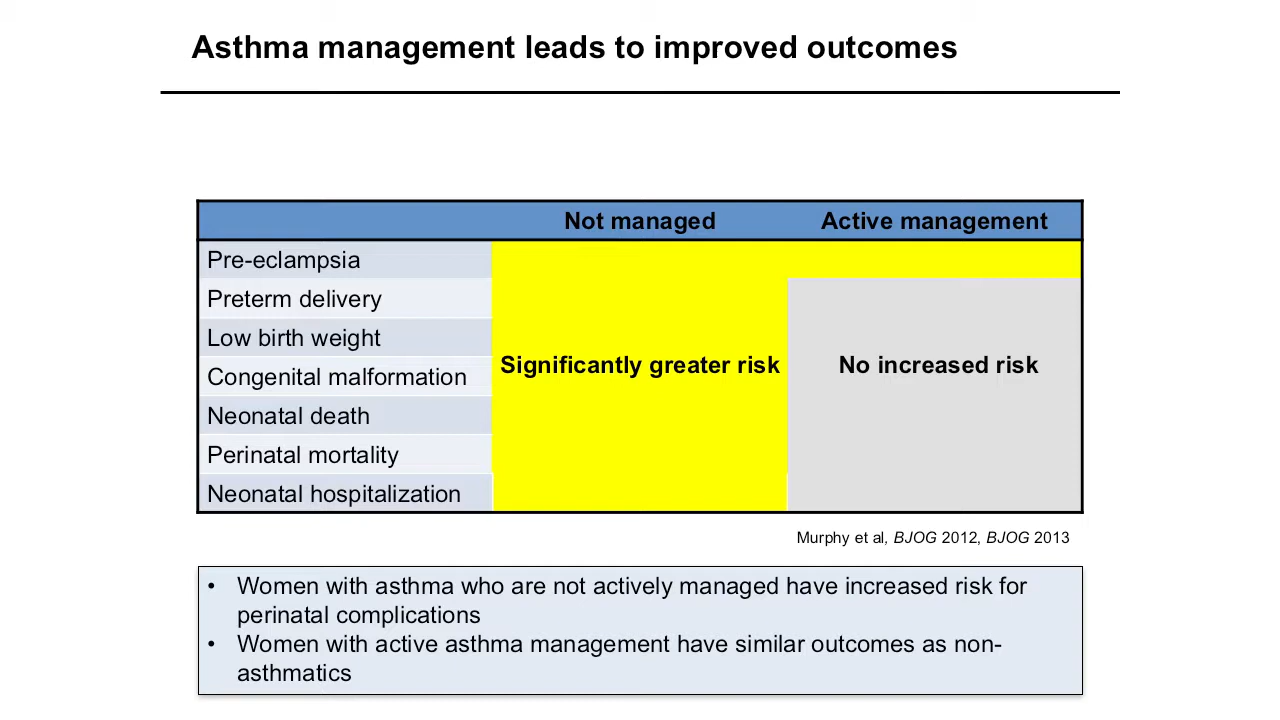 Asthma management leads to improved outcomes
Not managed Active management
Pre-eclampsia
Preterm delivery
Low birth weight
Significantly greater risk No increased risk
Congenital malformation
Neonatal death
Perinatal mortality
Neonatal hospitalization
Murphy et al, BJOG 2012, BJOG 2013
• Women with asthma who are not actively managed have increased risk for
perinatal complications
• Women with active asthma management have similar outcomes as non-
asthmatics